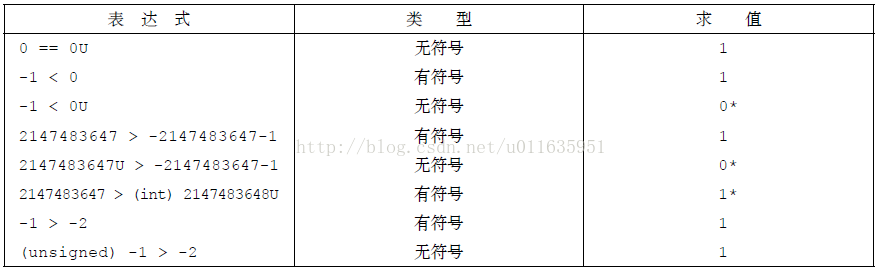 表 达 式 类 型 求 值
0 == 0U 无符号 1
-1 < 0 有符号 1
-1 < 0U 无符号 0*
2147483647 > -2147483647-1 有符号 1
2147483647U > -2147483647-1 无符号 0*
2147483647 > (int) 2147483648U 有符号 1*
-1 > -2 有符号 1
(unsigned) -1 > -2 无符号 1
http://blog.csdn.net/u011635951